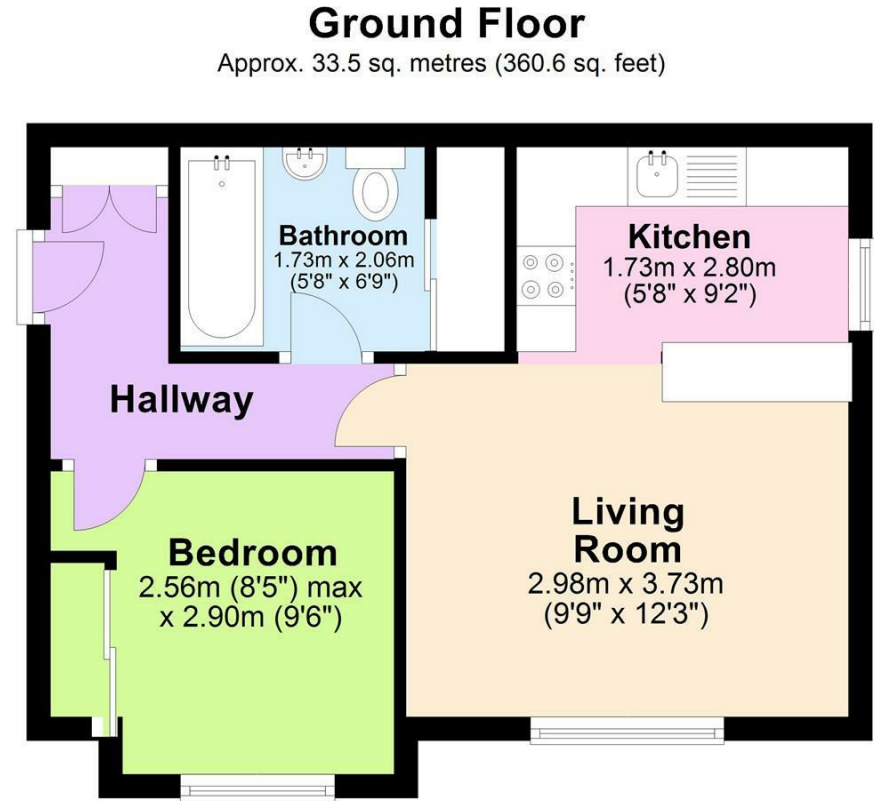 Ground Floor
Approx. 33.5 sq. metres (360.6 sq. feet)
Bathroom
1.73m x 2.06m
(5'8" x 6'9")
Kitchen
1.73m x 2.80m
(5'8" x 9'2")
Hallway
Bedroom
2.56m (8'5") max
x 2.90m (9'6")
Living
Room
2.98m x 3.73m
(9'9" x 12'3")